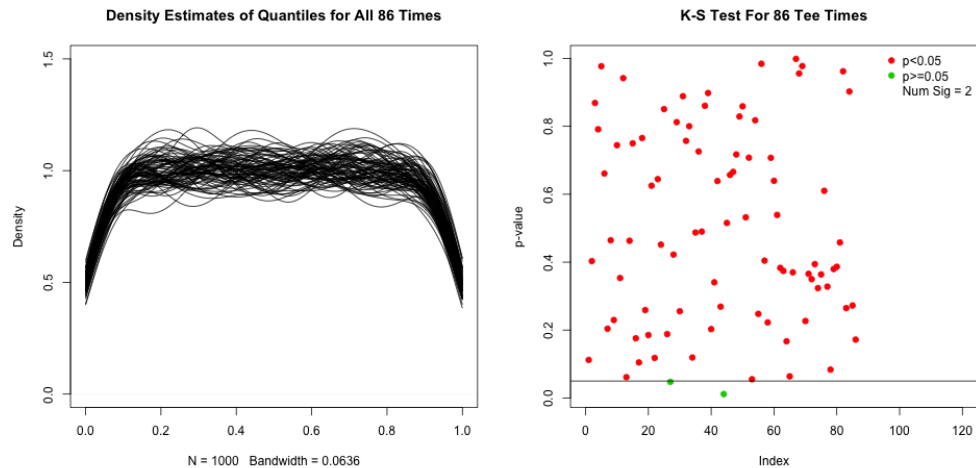 Density Estimates of Quantiles for All 86 Times
Density
0.0
0.5
1.0
1.5
0.0 0.2 0.4 0.6 0.8 1.0
N = 1000 Bandwidth = 0.0636
K-S Test For 86 Tee Times
p-value
0.0
0.2
0.4
0.6
0.8
1.0
p<0.05
p>=0.05
Num Sig = 2
0 20 40 60 80 100 120
Index